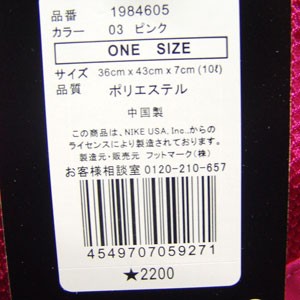 品番 1984605
カラー 03 ピンク
ONE SIZE
サイズ 36cm x 43cm x 7cm (10ℓ)
品質 ポリエステル
中国製
この商品は、NIKE USA, Inc.からの
ライセンスにより製造されております。
製造元・販売元 フットマーク(株)
お客様相談室 0120-210-657
4549707059271
★2200